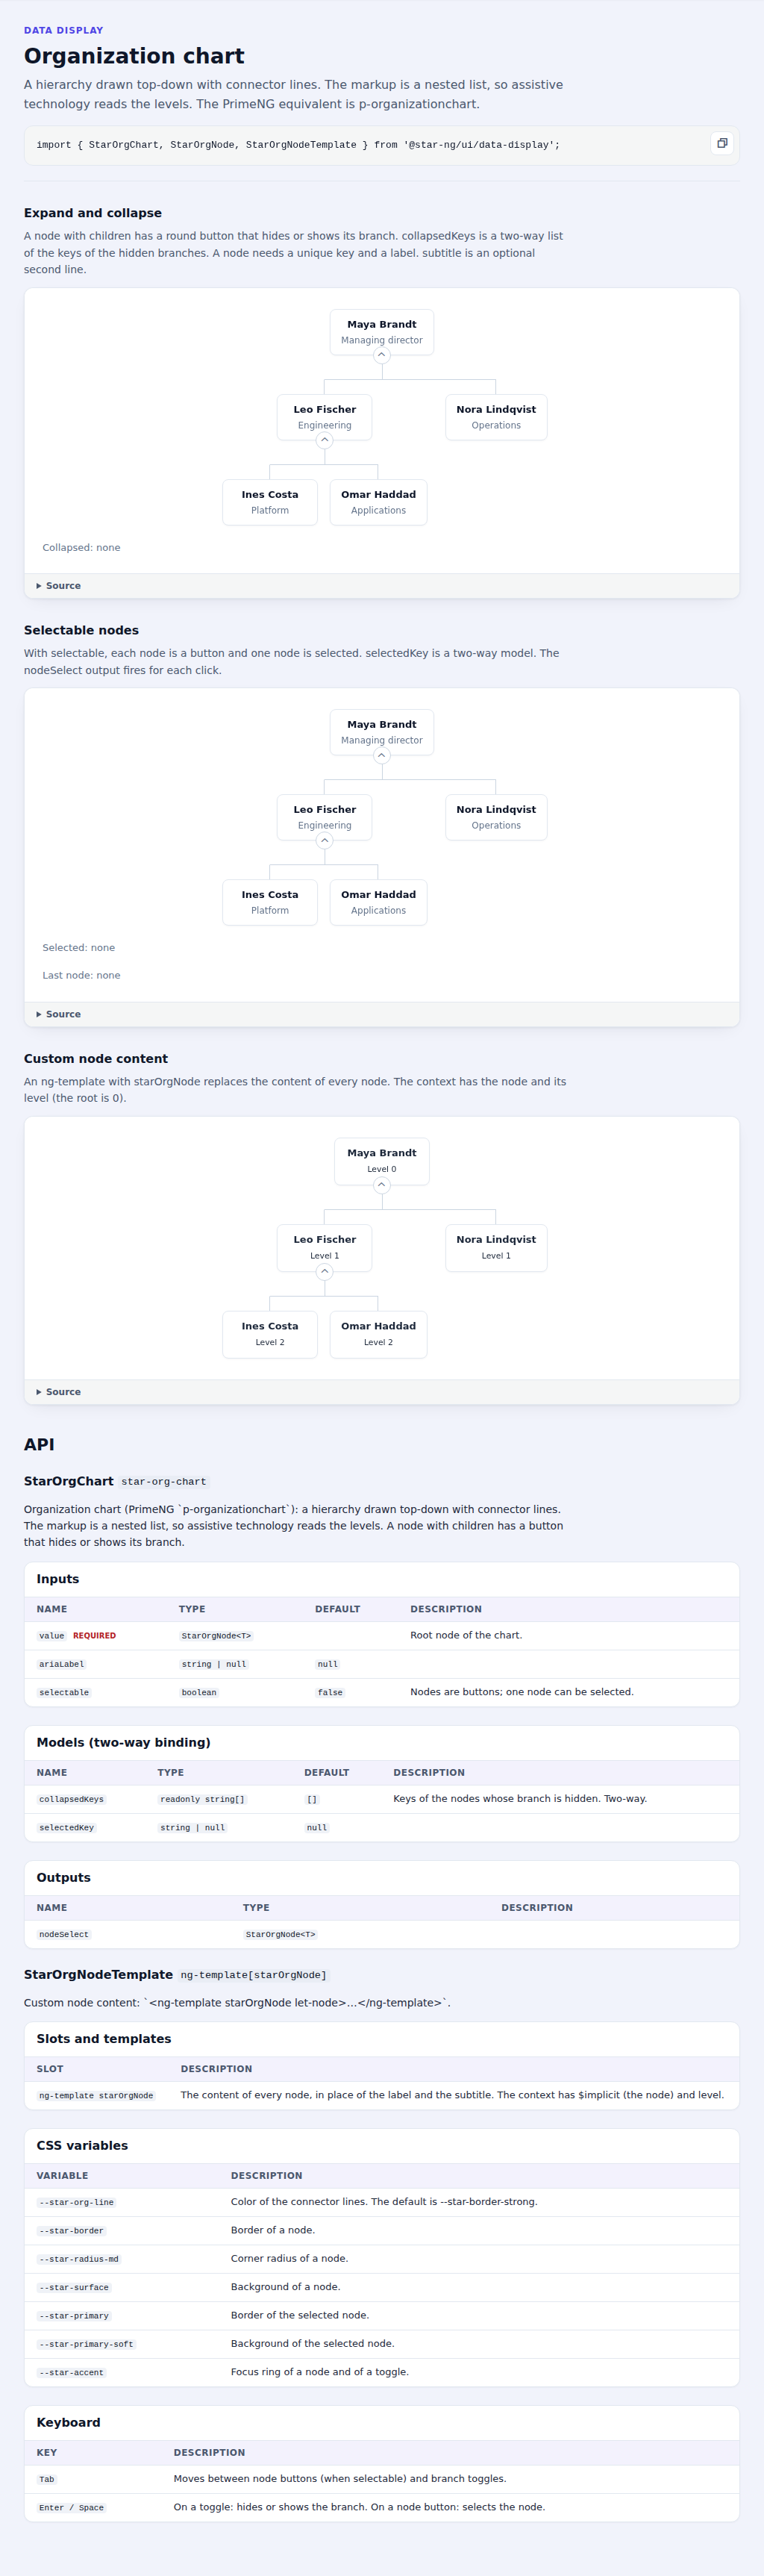 DATA DISPLAY
Organization chart
A hierarchy drawn top-down with connector lines. The markup is a nested list, so assistive
technology reads the levels. The PrimeNG equivalent is p-organizationchart.
import { StarOrgChart, StarOrgNode, StarOrgNodeTemplate } from '@star-ng/ui/data-display';
Expand and collapse
A node with children has a round button that hides or shows its branch. collapsedKeys is a two-way list
of the keys of the hidden branches. A node needs a unique key and a label. subtitle is an optional
second line.
Maya Brandt
Managing director
Leo Fischer Nora Lindqvist
Engineering Operations
Ines Costa Omar Haddad
Platform Applications
Collapsed: none
Source
Selectable nodes
With selectable, each node is a button and one node is selected. selectedKey is a two-way model. The
nodeSelect output fires for each click.
Maya Brandt
Managing director
Leo Fischer Nora Lindqvist
Engineering Operations
Ines Costa Omar Haddad
Platform Applications
Selected: none
Last node: none
Source
Custom node content
An ng-template with starOrgNode replaces the content of every node. The context has the node and its
level (the root is 0).
Maya Brandt
Level 0
Leo Fischer Nora Lindqvist
Level 1 Level 1
Ines Costa Omar Haddad
Level 2 Level 2
Source
API
StarOrgChart star-org-chart
Organization chart (PrimeNG `p-organizationchart`): a hierarchy drawn top-down with connector lines.
The markup is a nested list, so assistive technology reads the levels. A node with children has a button
that hides or shows its branch.
Inputs
NAME TYPE DEFAULT DESCRIPTION
value REQUIRED StarOrgNode<T> Root node of the chart.
ariaLabel string | null null
selectable boolean false Nodes are buttons; one node can be selected.
Models (two-way binding)
NAME TYPE DEFAULT DESCRIPTION
collapsedKeys readonly string[] [] Keys of the nodes whose branch is hidden. Two-way.
selectedKey string | null null
Outputs
NAME TYPE DESCRIPTION
nodeSelect StarOrgNode<T>
StarOrgNodeTemplate ng-template[starOrgNode]
Custom node content: `<ng-template starOrgNode let-node>…</ng-template>`.
Slots and templates
SLOT DESCRIPTION
ng-template starOrgNode The content of every node, in place of the label and the subtitle. The context has $implicit (the node) and level.
CSS variables
VARIABLE DESCRIPTION
--star-org-line Color of the connector lines. The default is --star-border-strong.
--star-border Border of a node.
--star-radius-md Corner radius of a node.
--star-surface Background of a node.
--star-primary Border of the selected node.
--star-primary-soft Background of the selected node.
--star-accent Focus ring of a node and of a toggle.
Keyboard
KEY DESCRIPTION
Tab Moves between node buttons (when selectable) and branch toggles.
Enter / Space On a toggle: hides or shows the branch. On a node button: selects the node.